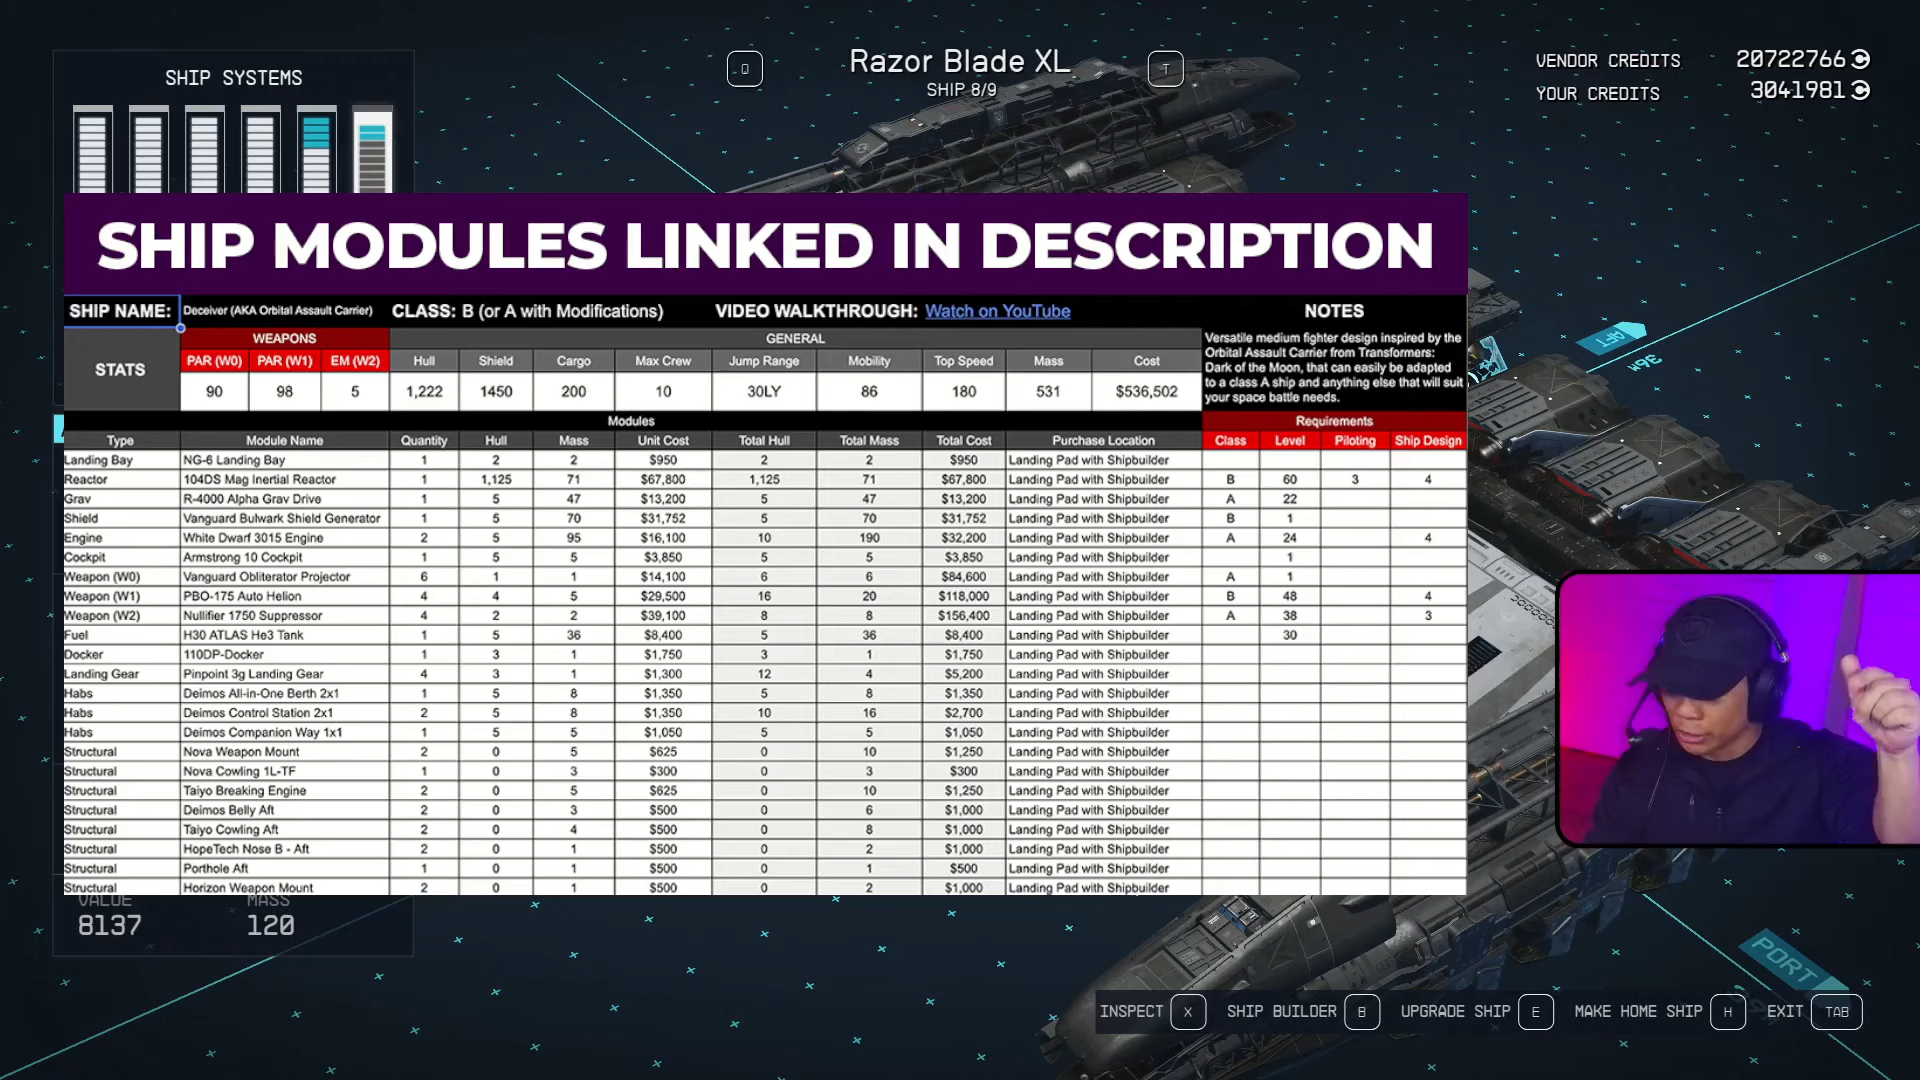 SHIP SYSTEMS
Q
Razor Blade XL
T
SHIP 8/9
VENDOR CREDITS 20722766
YOUR CREDITS 3041981
SHIP MODULES LINKED IN DESCRIPTION
SHIP NAME: Deceiver (AKA Orbital Assault Carrier) CLASS: B (or A with Modifications) VIDEO WALKTHROUGH: Watch on YouTube NOTES
STATS WEAPONS GENERAL
PAR (W0) PAR (W1) EM (W2) Hull Shield Cargo Max Crew Jump Range Mobility Top Speed Mass Cost
90 98 5 1,222 1450 200 10 30LY 86 180 531 $536,502
Versatile medium fighter design inspired by the
Orbital Assault Carrier from Transformers:
Dark of the Moon, that can easily be adapted
to a class A ship and anything else that will suit
your space battle needs.
Modules Requirements
Type Module Name Quantity Hull Mass Unit Cost Total Hull Total Mass Total Cost Purchase Location Class Level Piloting Ship Design
Landing Bay NG-6 Landing Bay 1 2 2 $950 2 2 $950 Landing Pad with Shipbuilder
Reactor 104DS Mag Inertial Reactor 1 1,125 71 $67,800 1,125 71 $67,800 Landing Pad with Shipbuilder B 60 3 4
Grav R-4000 Alpha Grav Drive 1 5 47 $13,200 5 47 $13,200 Landing Pad with Shipbuilder A 22
Shield Vanguard Bulwark Shield Generator 1 5 70 $31,752 5 70 $31,752 Landing Pad with Shipbuilder B 1
Engine White Dwarf 3015 Engine 2 5 95 $16,100 10 190 $32,200 Landing Pad with Shipbuilder A 24 4
Cockpit Armstrong 10 Cockpit 1 5 5 $3,850 5 5 $3,850 Landing Pad with Shipbuilder 1
Weapon (W0) Vanguard Obliterator Projector 6 1 1 $14,100 6 6 $84,600 Landing Pad with Shipbuilder A 1
Weapon (W1) PBO-175 Auto Helion 4 4 5 $29,500 16 20 $118,000 Landing Pad with Shipbuilder B 48 4
Weapon (W2) Nullifier 1750 Suppressor 4 2 2 $39,100 8 8 $156,400 Landing Pad with Shipbuilder A 38 3
Fuel H30 ATLAS He3 Tank 1 5 36 $8,400 5 36 $8,400 Landing Pad with Shipbuilder 30
Docker 110DP-Docker 1 3 1 $1,750 3 1 $1,750 Landing Pad with Shipbuilder
Landing Gear Pinpoint 3g Landing Gear 4 3 1 $1,300 12 4 $5,200 Landing Pad with Shipbuilder
Habs Deimos All-in-One Berth 2x1 1 5 8 $1,350 5 8 $1,350 Landing Pad with Shipbuilder
Habs Deimos Control Station 2x1 2 5 8 $1,350 10 16 $2,700 Landing Pad with Shipbuilder
Habs Deimos Companion Way 1x1 1 5 5 $1,050 5 5 $1,050 Landing Pad with Shipbuilder
Structural Nova Weapon Mount 2 0 5 $625 0 10 $1,250 Landing Pad with Shipbuilder
Structural Nova Cowling 1L-TF 1 0 3 $300 0 3 $300 Landing Pad with Shipbuilder
Structural Taiyo Breaking Engine 2 0 5 $625 0 10 $1,250 Landing Pad with Shipbuilder
Structural Deimos Belly Aft 2 0 3 $500 0 6 $1,000 Landing Pad with Shipbuilder
Structural Taiyo Cowling Aft 2 0 4 $500 0 8 $1,000 Landing Pad with Shipbuilder
Structural HopeTech Nose B - Aft 2 0 1 $500 0 2 $1,000 Landing Pad with Shipbuilder
Structural Porthole Aft 1 0 1 $500 0 1 $500 Landing Pad with Shipbuilder
Structural Horizon Weapon Mount 2 0 1 $500 0 2 $1,000 Landing Pad with Shipbuilder
AFT
36M
VALUE MASS
8137 120
PORT
INSPECT X SHIP BUILDER B UPGRADE SHIP E MAKE HOME SHIP H EXIT TAB